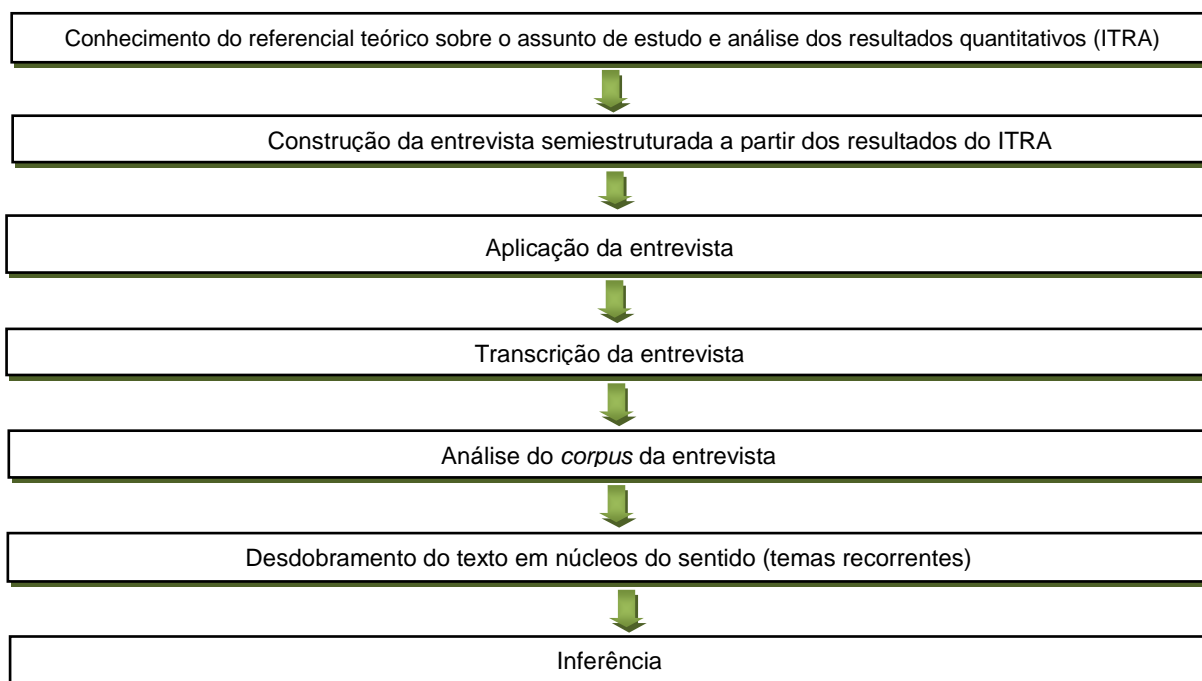 Conhecimento do referencial teórico sobre o assunto de estudo e análise dos resultados quantitativos (ITRA)
Construção da entrevista semiestruturada a partir dos resultados do ITRA
Aplicação da entrevista
Transcrição da entrevista
Análise do corpus da entrevista
Desdobramento do texto em núcleos do sentido (temas recorrentes)
Inferência